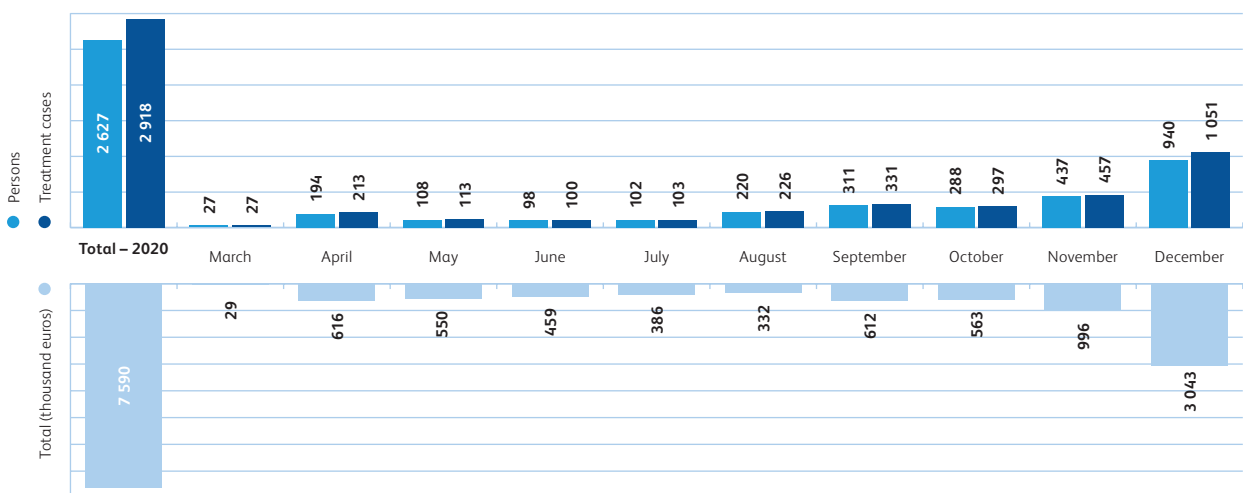 Persons
Treatment cases
2 627
2 918
27
27
194
213
108
113
98
100
102
103
220
226
311
331
288
297
437
457
940
1 051
Total – 2020
March
April
May
June
July
August
September
October
November
December
Total (thousand euros)
7 590
29
616
550
459
386
332
612
563
996
3 043